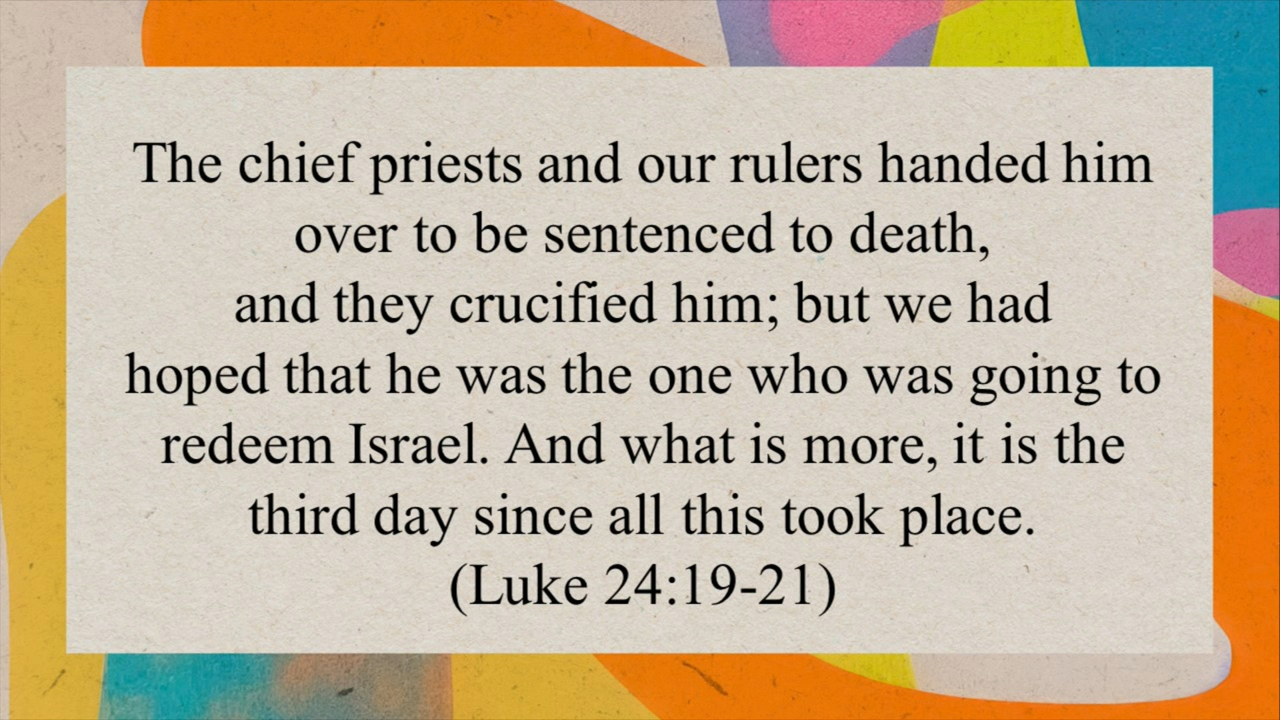 The chief priests and our rulers handed him
over to be sentenced to death,
and they crucified him; but we had
hoped that he was the one who was going to
redeem Israel. And what is more, it is the
third day since all this took place.
(Luke 24:19-21)